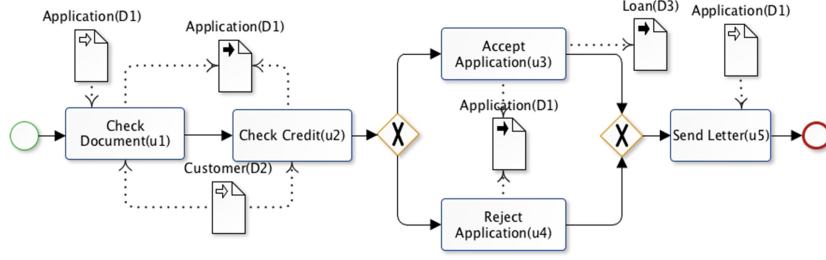 Application(D1)
Application(D1)
Loan(D3)
Application(D1)
Accept
Application(u3)
Application(D1)
Check
Document(u1)
Check Credit(u2)
X
X
Send Letter(u5)
Customer(D2)
Reject
Application(u4)